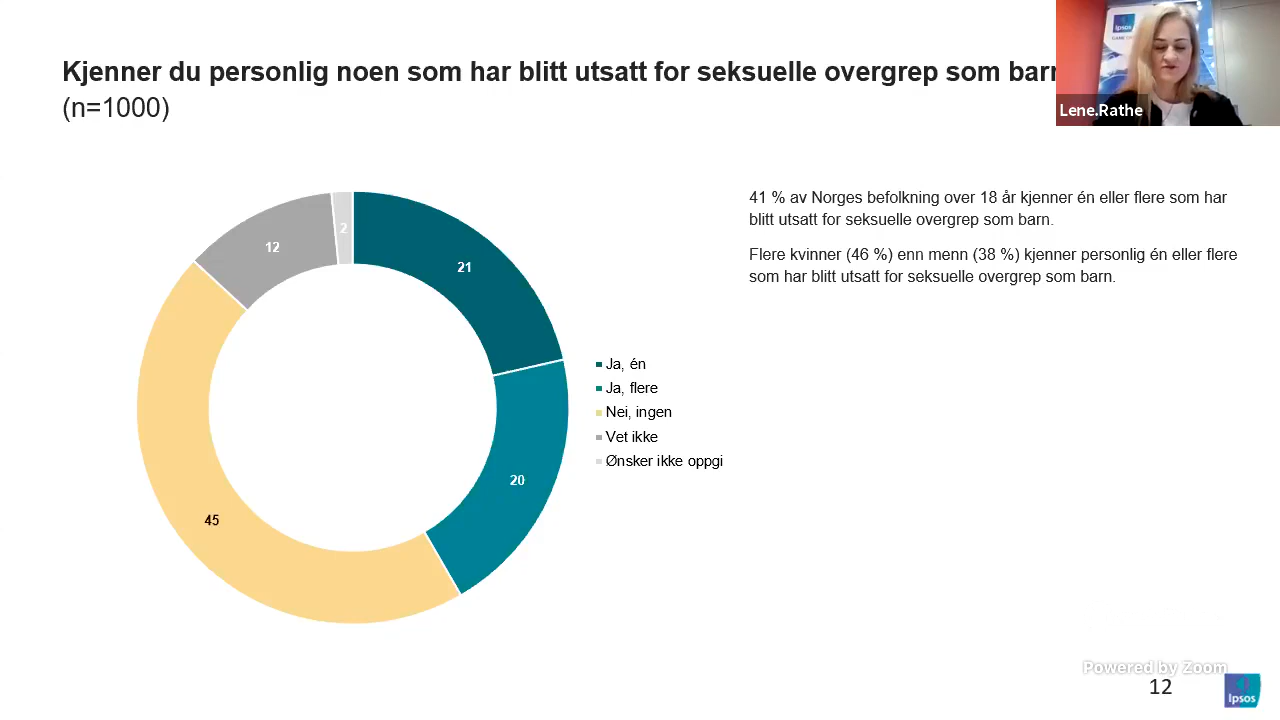 Kjenner du personlig noen som har blitt utsatt for seksuelle overgrep som barn
(n=1000)
Ipsos
Lene.Rathe
41 % av Norges befolkning over 18 år kjenner én eller flere som har
blitt utsatt for seksuelle overgrep som barn.
Flere kvinner (46 %) enn menn (38 %) kjenner personlig én eller flere
som har blitt utsatt for seksuelle overgrep som barn.
2
12
21
20
45
Ja, én
Ja, flere
Nei, ingen
Vet ikke
Ønsker ikke oppgi
Powered by Zoom
12
Ipsos